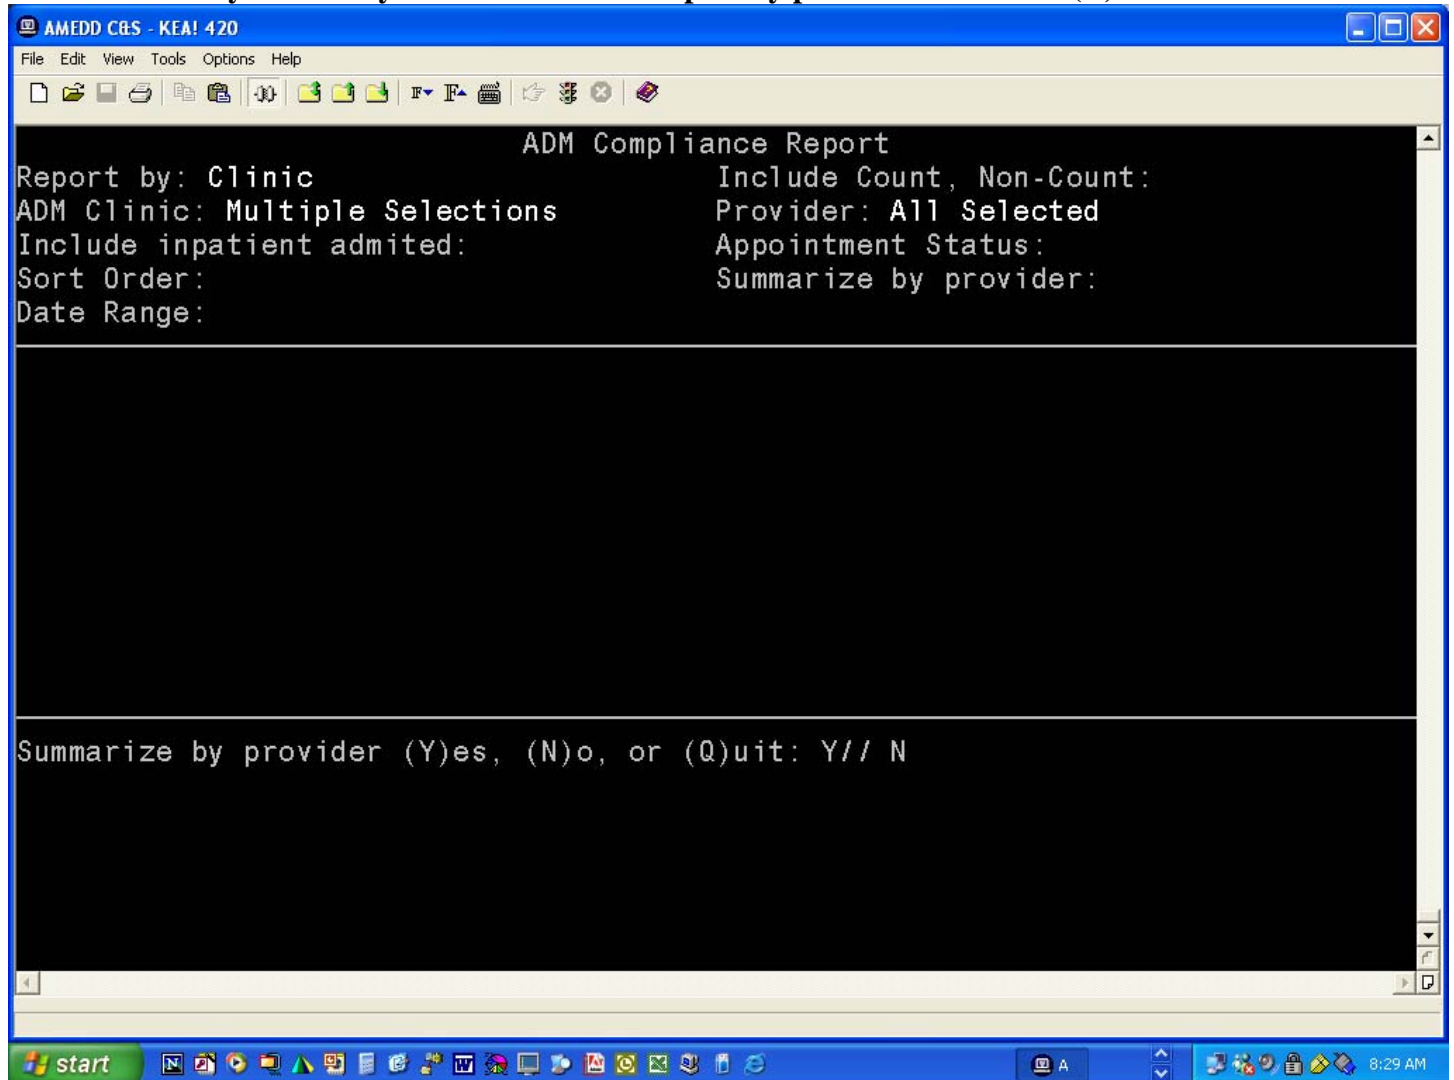 AMEDD C&S - KEA! 420
File Edit View Tools Options Help
ADM Compliance Report
Report by: Clinic Include Count, Non-Count:
ADM Clinic: Multiple Selections Provider: All Selected
Include inpatient admited: Appointment Status:
Sort Order: Summarize by provider:
Date Range:
Summarize by provider (Y)es, (N)o, or (Q)uit: Y// N
start A 8:29 AM